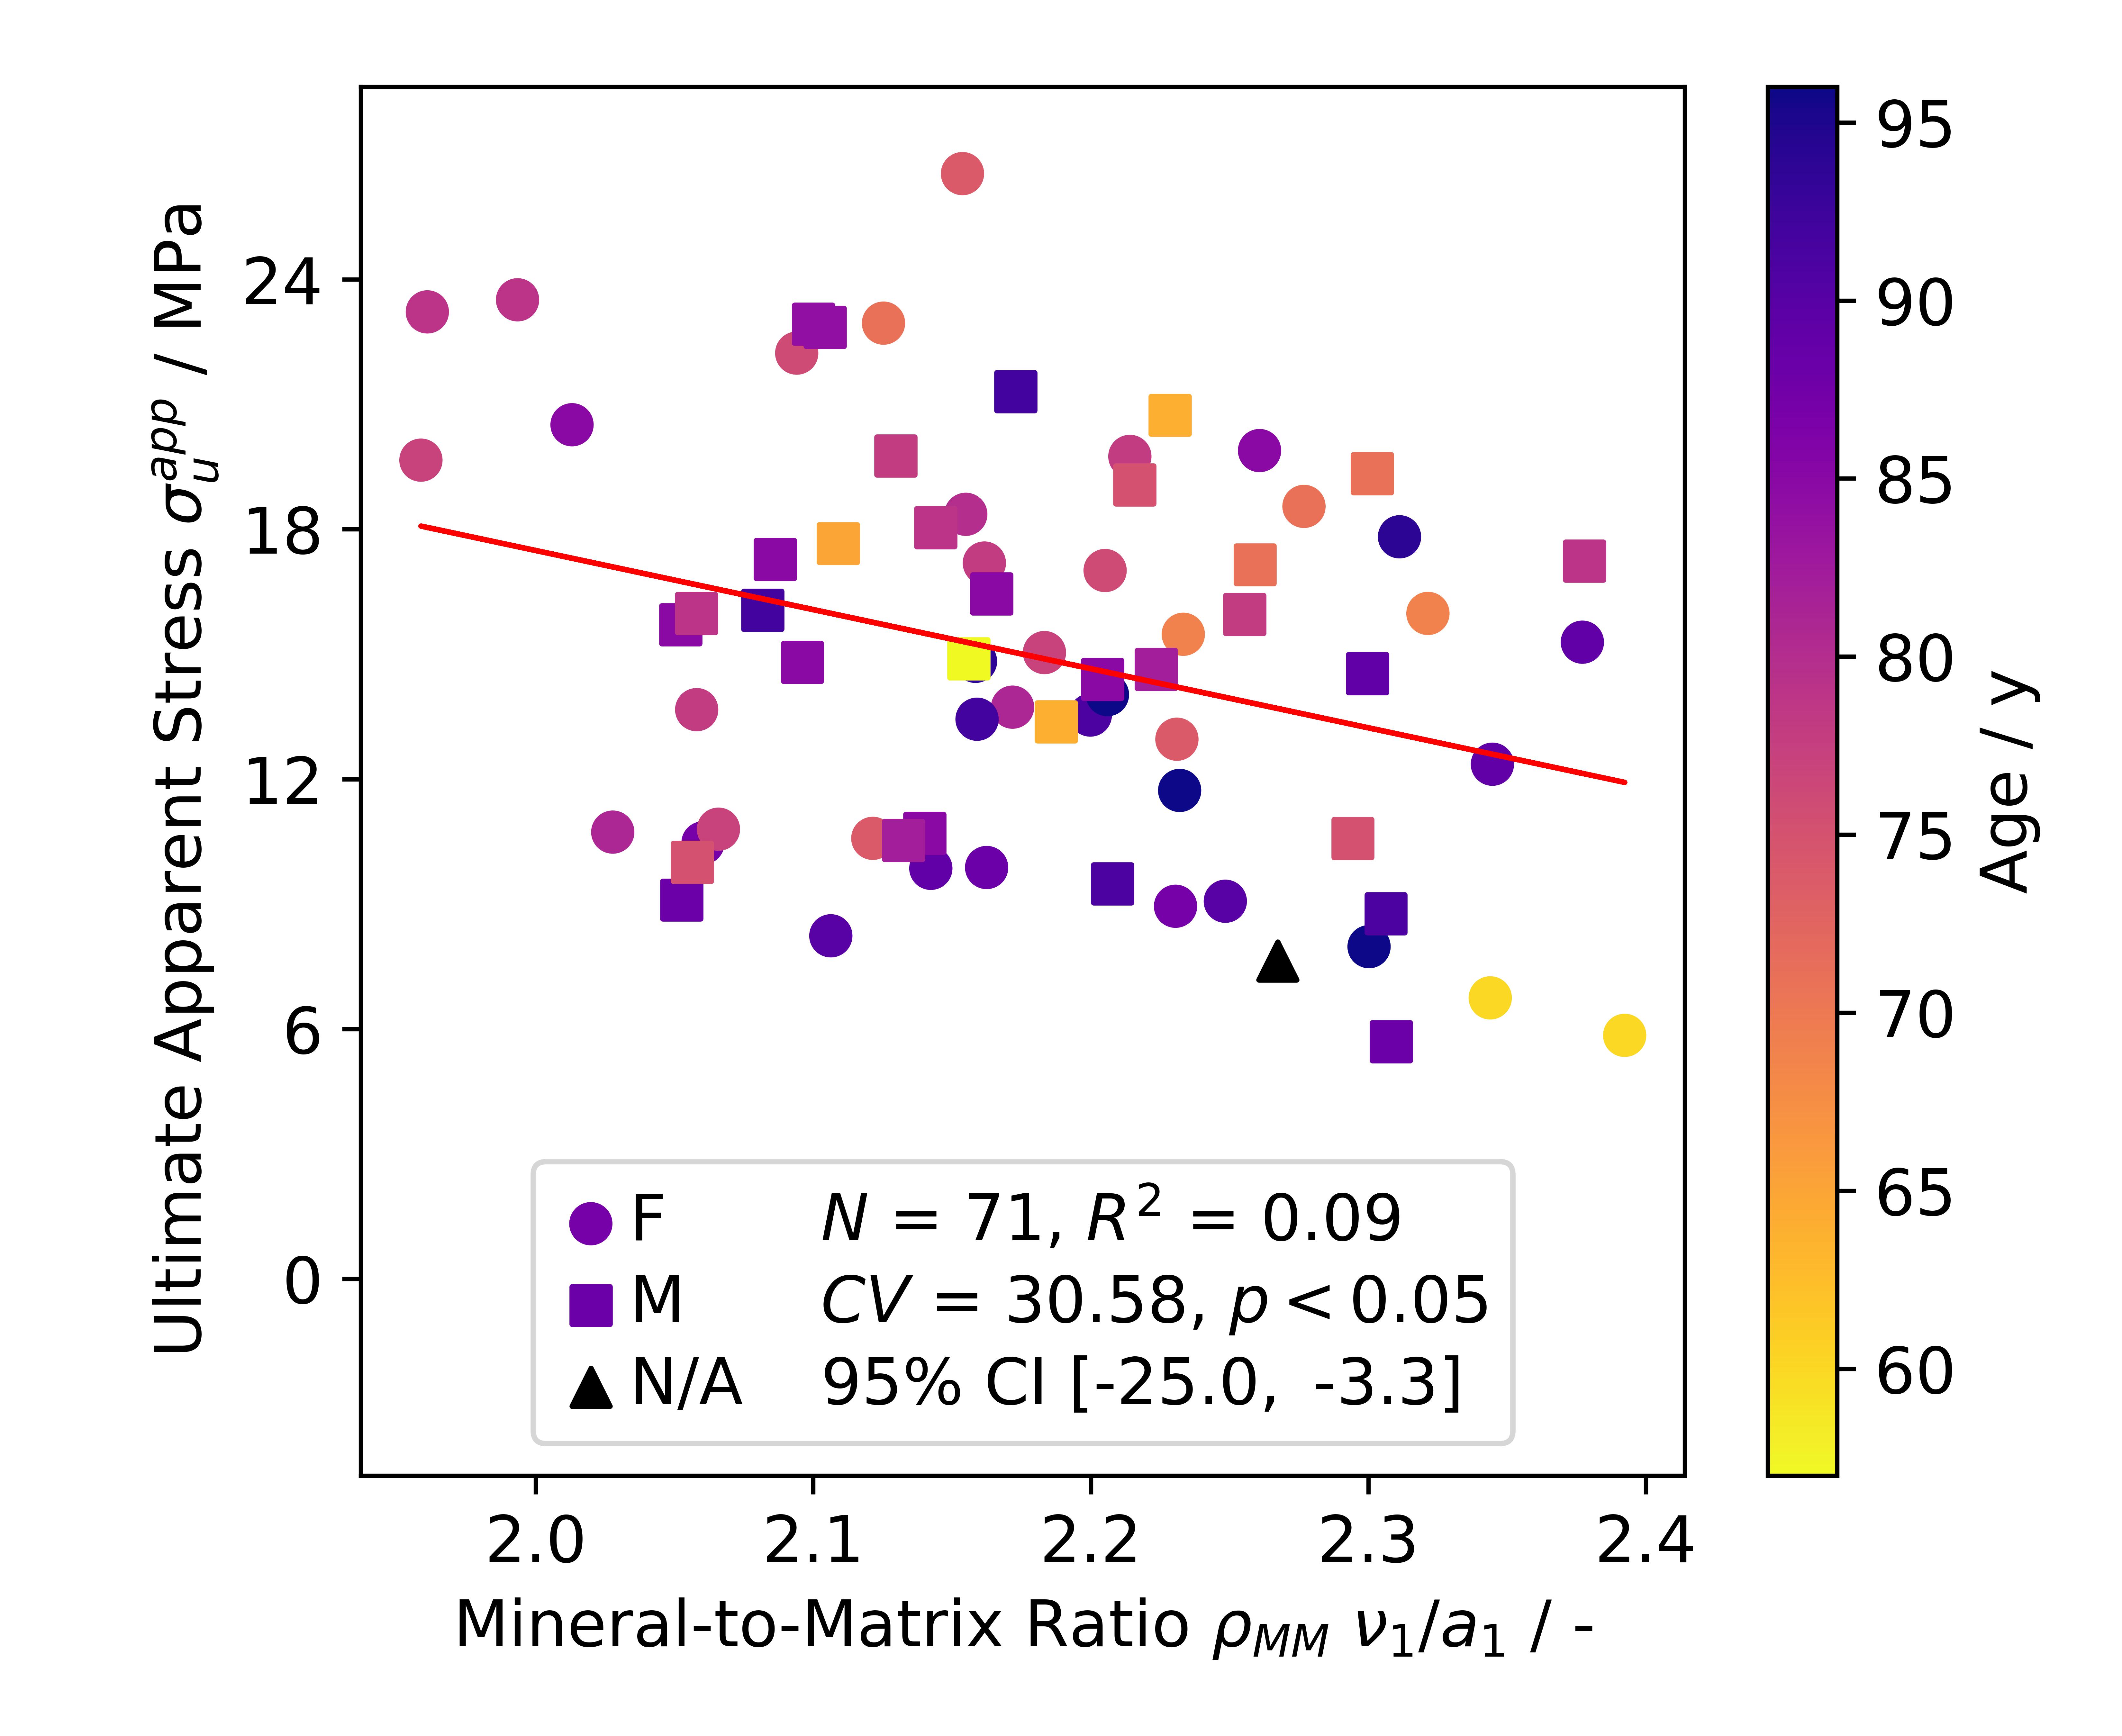 Ultimate Apparent Stress σ_u^app / MPa
24
18
12
6
0
F N = 71, R² = 0.09
M CV = 30.58, p < 0.05
N/A 95% CI [-25.0, -3.3]
2.0 2.1 2.2 2.3 2.4
Mineral-to-Matrix Ratio ρ_MM ν₁/a₁ / -
95
90
85
80
75
70
65
60
Age / y